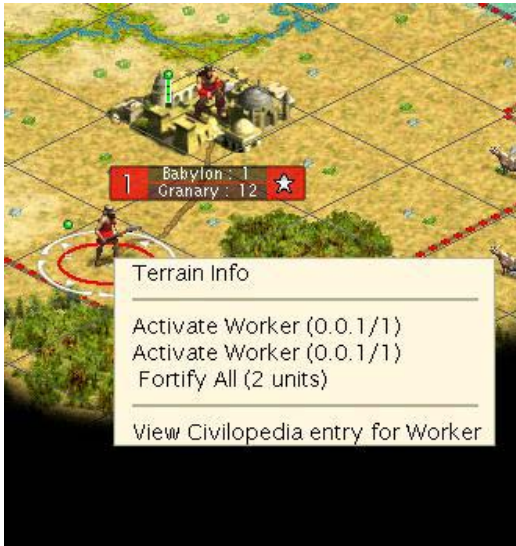 1
Babylon : 1
Granary : 12
Terrain Info
Activate Worker (0.0.1/1)
Activate Worker (0.0.1/1)
Fortify All (2 units)
View Civilopedia entry for Worker